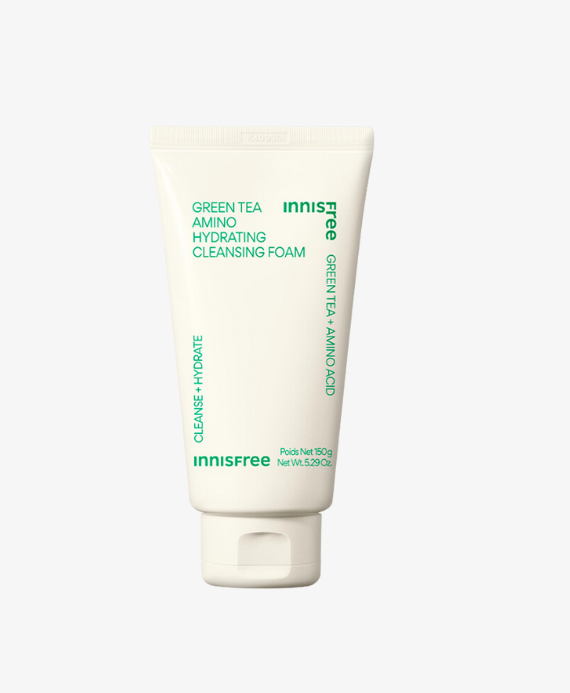 GREEN TEA
AMINO
HYDRATING
CLEANSING FOAM
innisfree
GREEN TEA + AMINO ACID
CLEANSE + HYDRATE
innisfree
Poids Net 150g
Net Wt. 5.29 Oz.